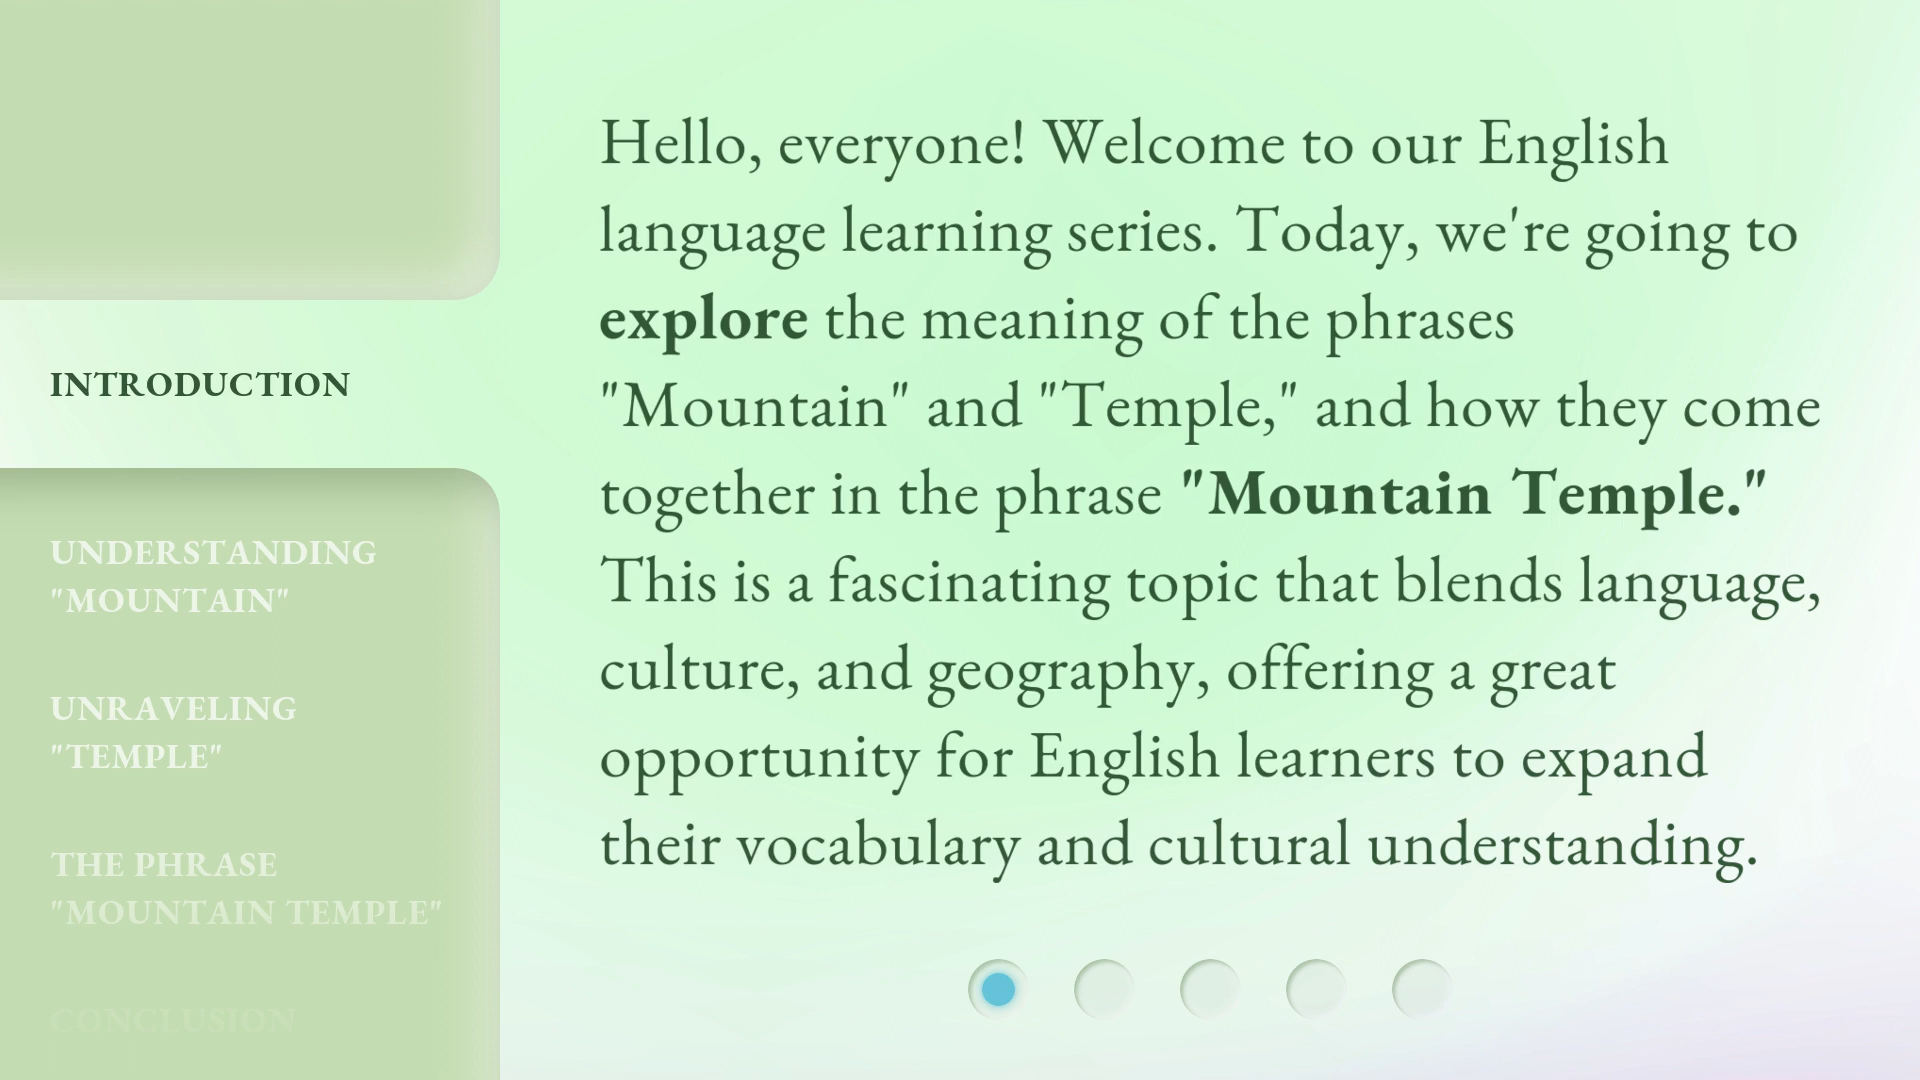 INTRODUCTION
UNDERSTANDING
"MOUNTAIN"
UNRAVELING
"TEMPLE"
THE PHRASE
"MOUNTAIN TEMPLE"
CONCLUSION
Hello, everyone! Welcome to our English
language learning series. Today, we're going to
explore the meaning of the phrases
"Mountain" and "Temple," and how they come
together in the phrase "Mountain Temple."
This is a fascinating topic that blends language,
culture, and geography, offering a great
opportunity for English learners to expand
their vocabulary and cultural understanding.